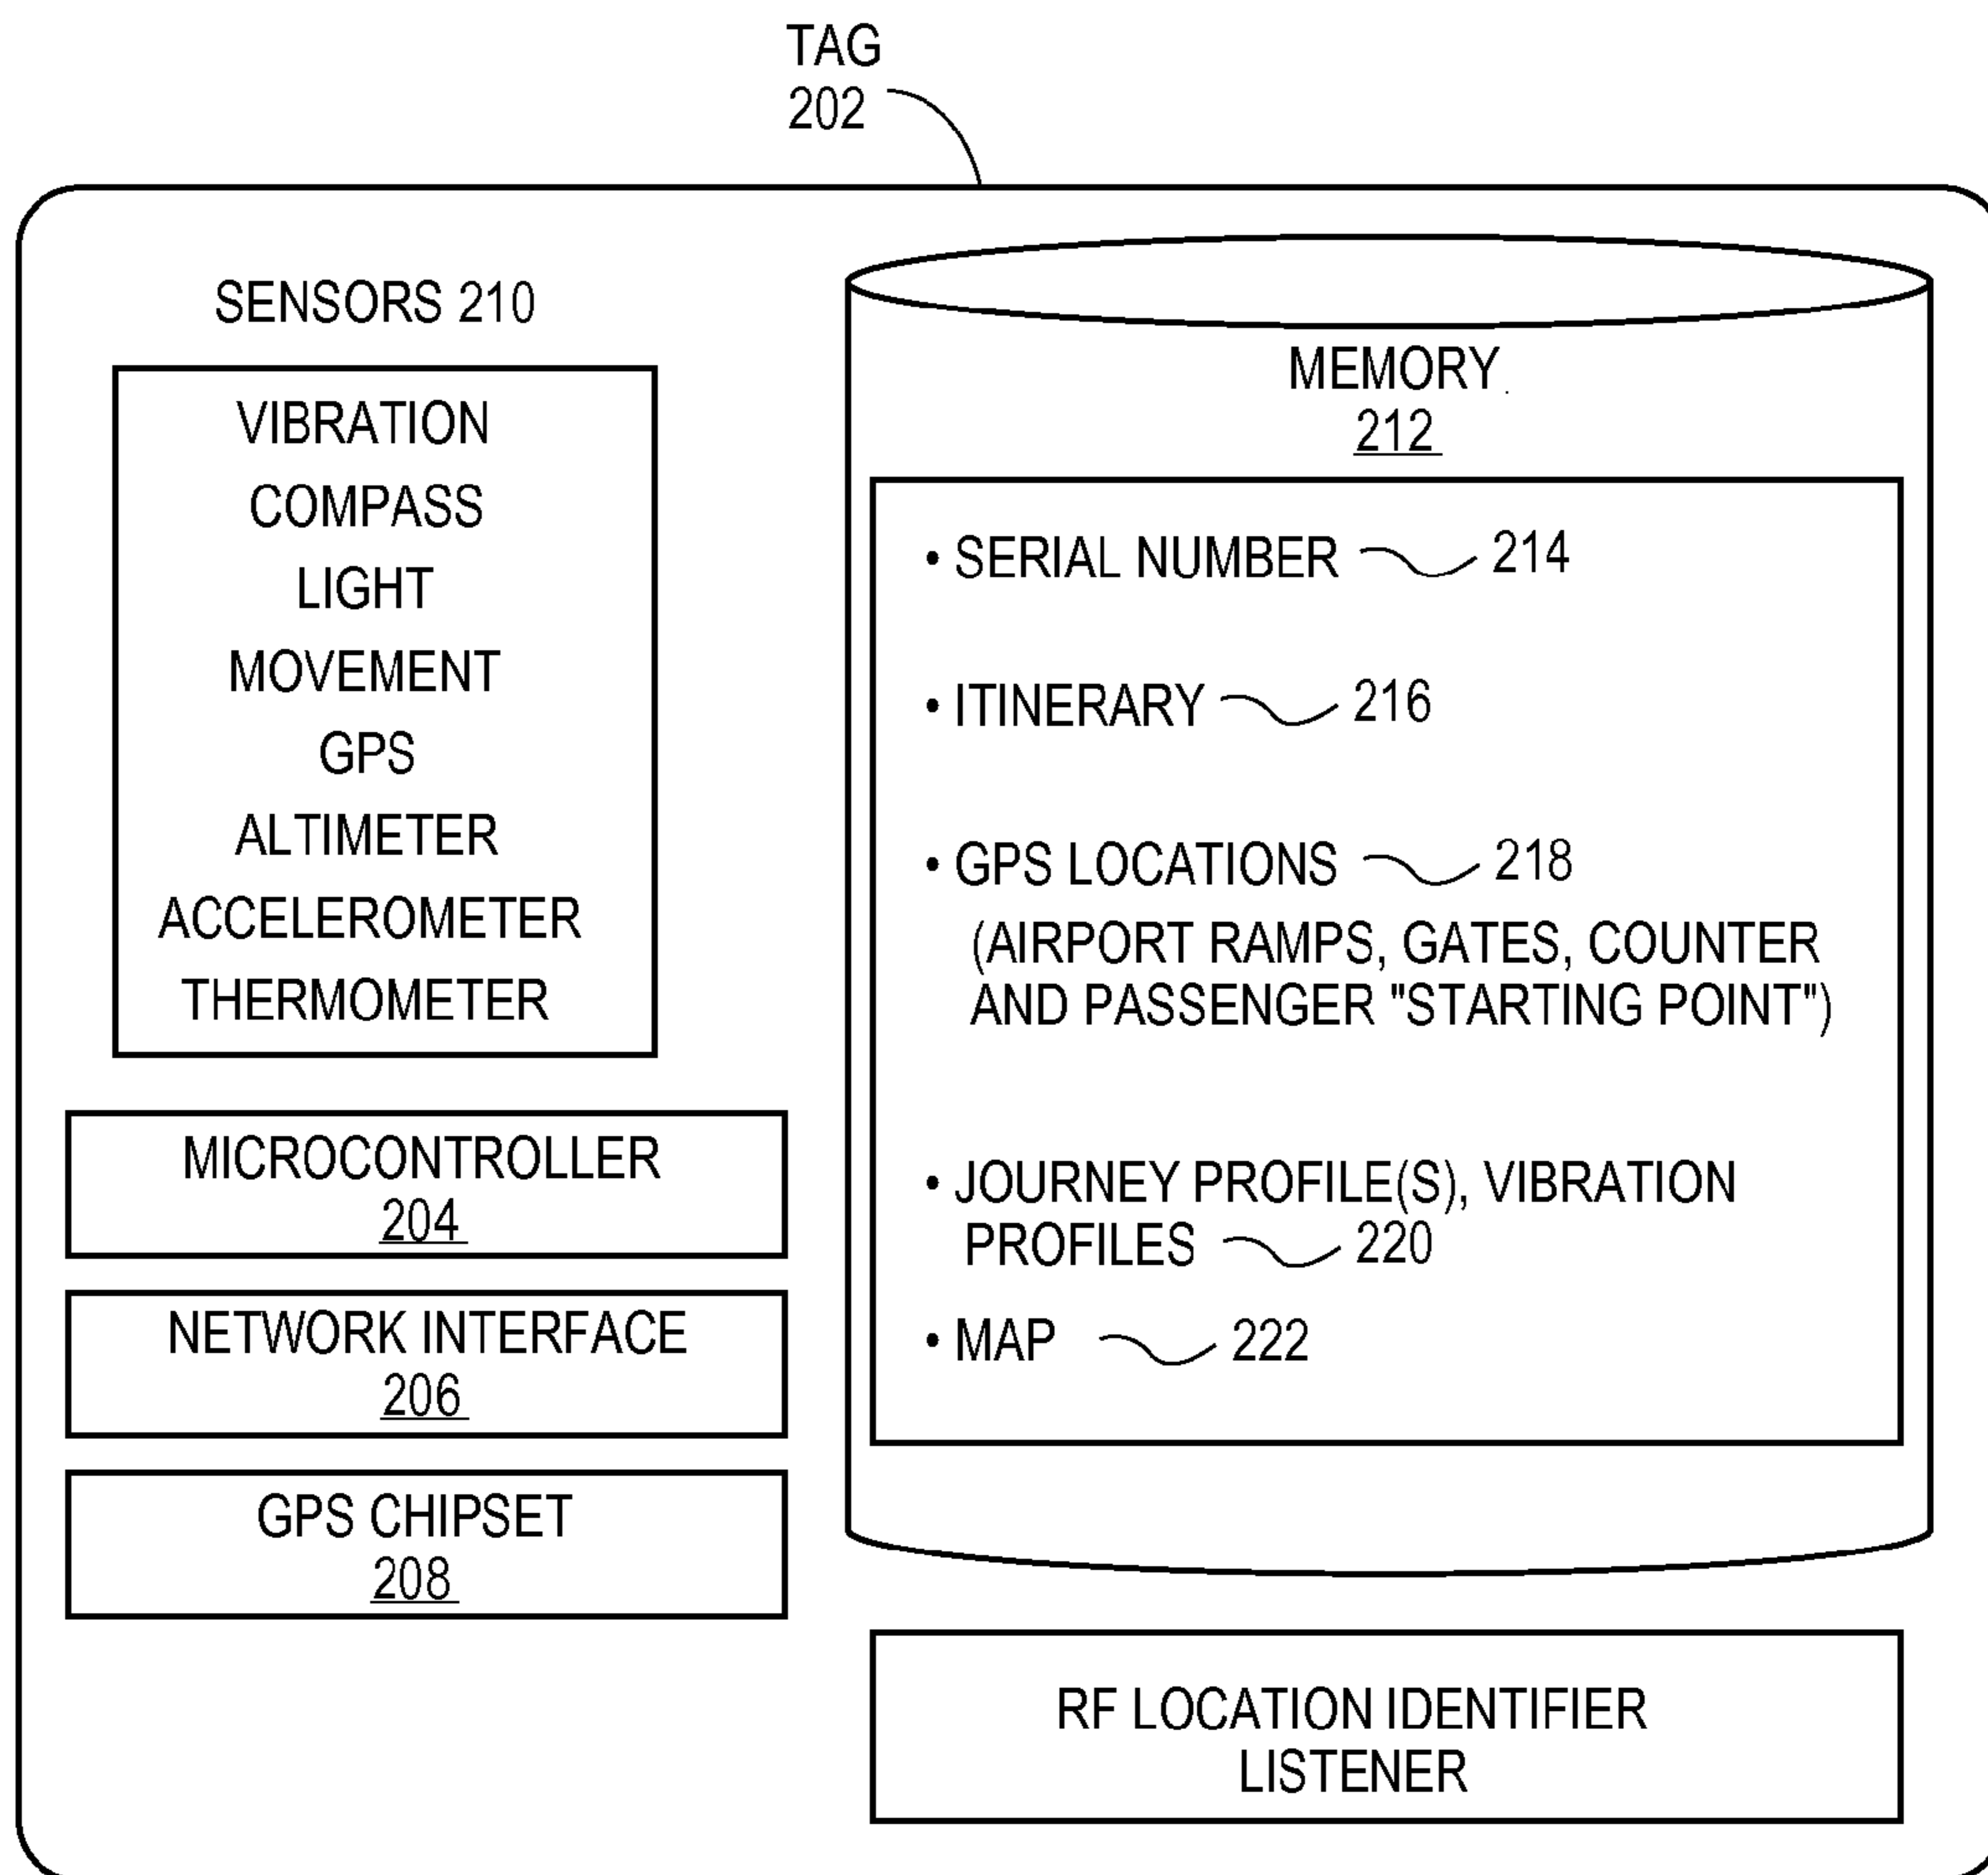 TAG
202
SENSORS 210
VIBRATION
COMPASS
LIGHT
MOVEMENT
GPS
ALTIMETER
ACCELEROMETER
THERMOMETER
MICROCONTROLLER
204
NETWORK INTERFACE
206
GPS CHIPSET
208
MEMORY
212
• SERIAL NUMBER 214
• ITINERARY 216
• GPS LOCATIONS 218
(AIRPORT RAMPS, GATES, COUNTER
AND PASSENGER "STARTING POINT")
• JOURNEY PROFILE(S), VIBRATION
PROFILES 220
• MAP 222
RF LOCATION IDENTIFIER
LISTENER